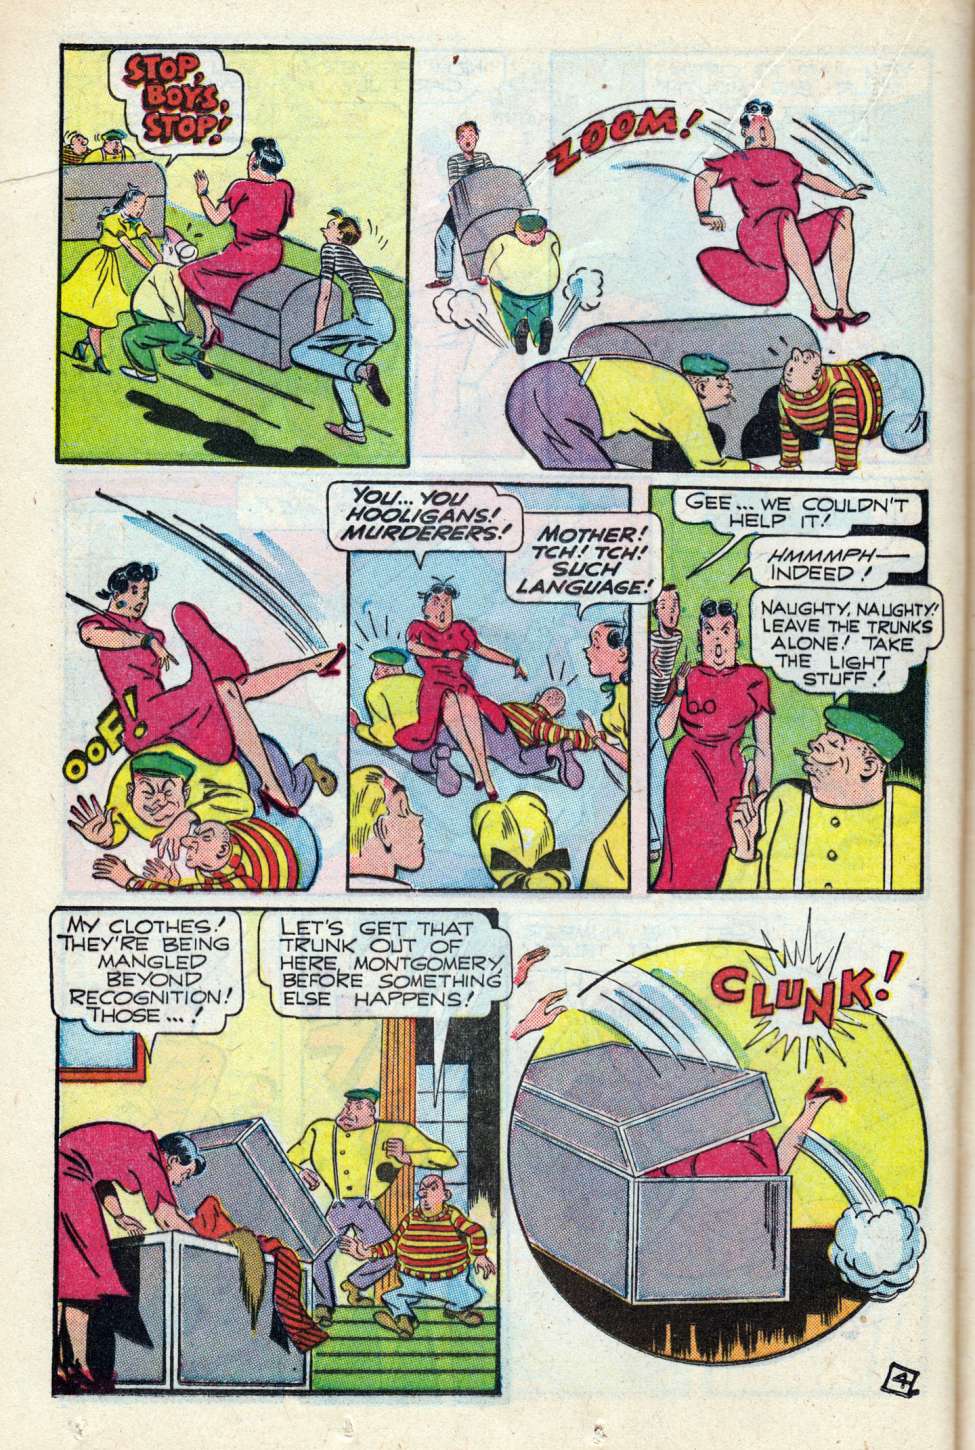 STOP,
BOYS,
STOP!
ZOOM!
OOF!
YOU... YOU
HOOLIGANS!
MURDERERS!
MOTHER!
TCH! TCH!
SUCH
LANGUAGE!
GEE... WE COULDN'T
HELP IT!
HMMMPH—
INDEED!
NAUGHTY, NAUGHTY!
LEAVE THE TRUNKS
ALONE! TAKE
THE LIGHT
STUFF!
MY CLOTHES!
THEY'RE BEING
MANGLED
BEYOND
RECOGNITION!
THOSE...!
LET'S GET THAT
TRUNK OUT OF
HERE, MONTGOMERY,
BEFORE SOMETHING
ELSE HAPPENS!
CLUNK!
4